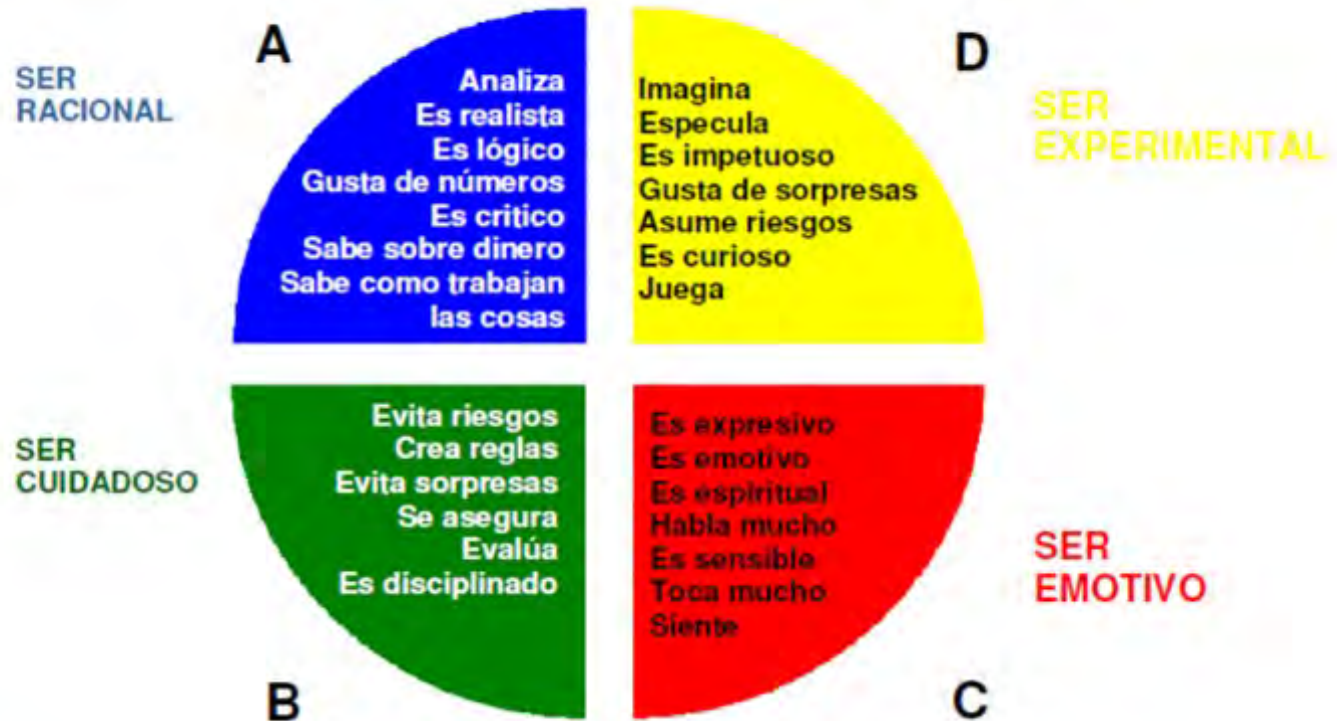 A
SER
RACIONAL
Analiza
Es realista
Es lógico
Gusta de números
Es critico
Sabe sobre dinero
Sabe como trabajan
las cosas
D
SER
EXPERIMENTAL
Imagina
Especula
Es impetuoso
Gusta de sorpresas
Asume riesgos
Es curioso
Juega
SER
CUIDADOSO
Evita riesgos
Crea reglas
Evita sorpresas
Se asegura
Evalúa
Es disciplinado
B
Es expresivo
Es emotivo
Es espiritual
Habla mucho
Es sensible
Toca mucho
Siente
SER
EMOTIVO
C